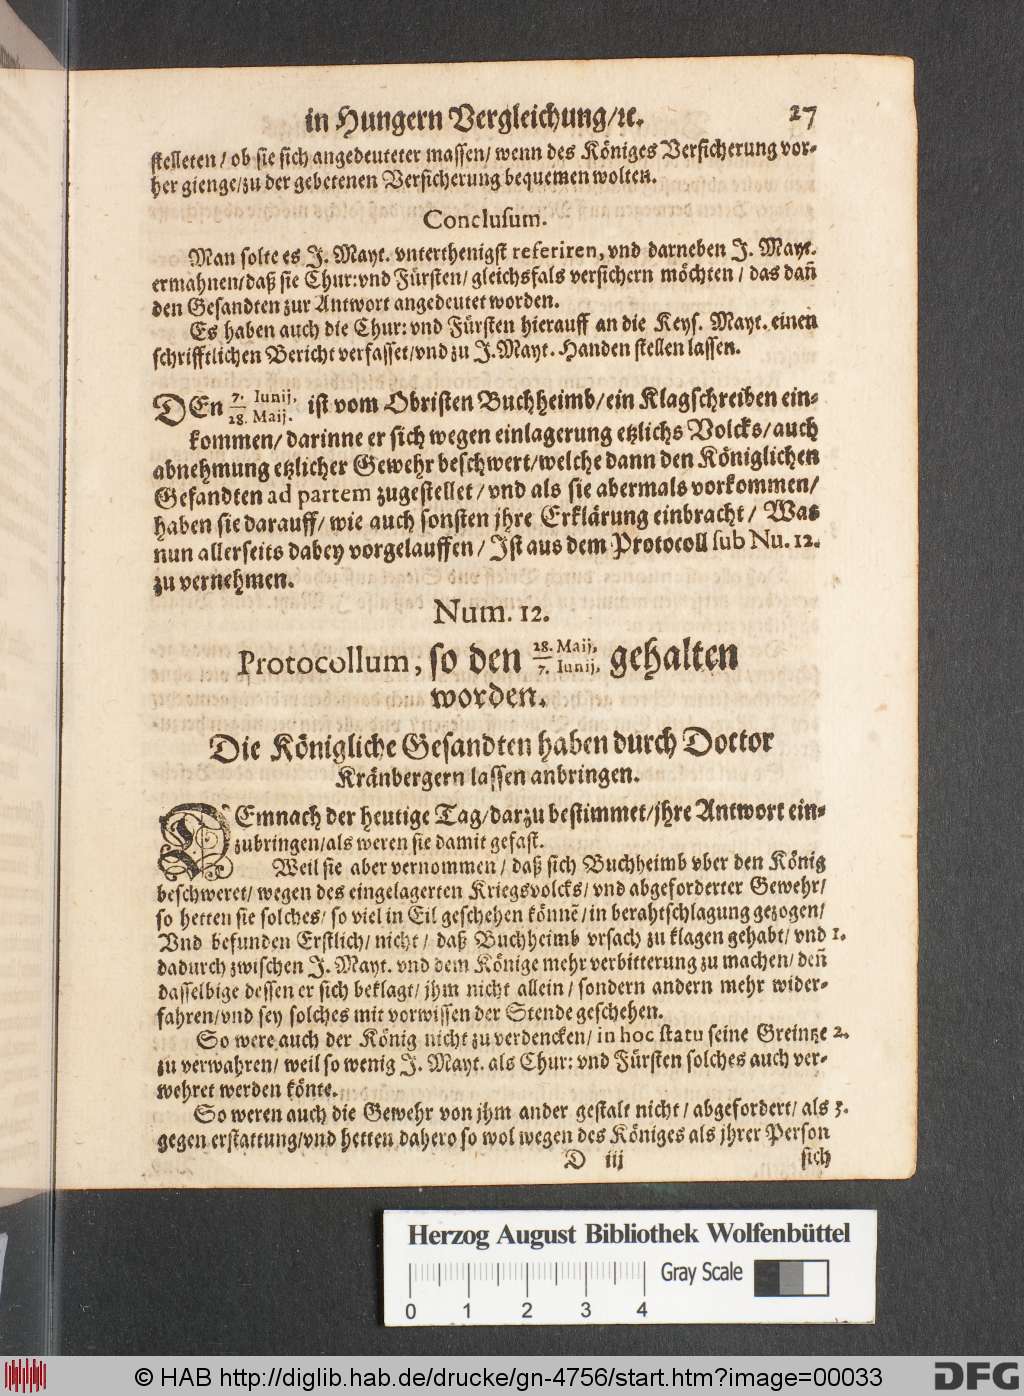 in Hungern Vergleichung/ꝛc. 27
stelleten / ob sie sich angedeuteter massen/ wenn des Königes Versicherung vor-
her gienge/zu der gebetenen Versicherung bequemen wolten.
Conclusum.
Man solte es J. Mayt. vnterthenigst referiren, vnd darneben J. Mayt.
ermahnen/daß sie Chur: vnd Fürsten/ gleichsfals versichern möchten / das dañ
den Gesandten zur Antwort angedeutet worden.
Es haben auch die Chur: vnd Fürsten hierauff an die Keys. Mayt. einen
schrifftlichen Bericht verfasset/vnd zu J. Mayt. Handen stellen lassen.
DEn 7. Iunij, / 28. Maij. ist vom Obristen Buchheimb/ein Klagschreiben ein-
kommen/ darinne er sich wegen einlagerung etzlichs Volcks/ auch
abnehmung etzlicher Gewehr beschwert/welche dann den Königlichen
Gesandten ad partem zugestellet / vnd als sie abermals vorkommen/
haben sie darauff/ wie auch sonsten jhre Erklärung einbracht / Was
nun allerseits dabey vorgelauffen / Ist aus dem Protocoll sub Nu. 12.
zu vernehmen.
Num. 12.
Protocollum, so den 28. Maij, / 7. Iunij, gehalten
worden.
Die Königliche Gesandten haben durch Doctor
Kränbergern lassen anbringen.
DEmnach der heutige Tag/darzu bestimmet/jhre Antwort ein-
zubringen/als weren sie damit gefast.
Weil sie aber vernommen / daß sich Buchheimb vber den König
beschweret/ wegen des eingelagerten Kriegsvolcks/ vnd abgeforderter Gewehr/
so hetten sie solches/ so viel in Eil geschehen könnẽ/ in berahtschlagung gezogen/
Vnd befunden Erstlich/ nicht / daß Buchheimb vrsach zu klagen gehabt/ vnd 1.
dadurch zwischen J. Mayt. vnd dem Könige mehr verbitterung zu machen/ deñ
dasselbige dessen er sich beklagt/ jhm nicht allein / sondern andern mehr wider-
fahren/vnd sey solches mit vorwissen der Stende geschehen.
So were auch der König nicht zu verdencken/ in hoc statu seine Greintze 2.
zu verwahren/ weil so wenig J. Mayt. als Chur: vnd Fürsten solches auch ver-
wehret werden könte.
So weren auch die Gewehr von jhm ander gestalt nicht / abgefordert/ als 3.
gegen erstattung/vnd hetten dahero so wol wegen des Königes als jhrer Person
D iij sich
Herzog August Bibliothek Wolfenbüttel
Gray Scale
0 1 2 3 4
© HAB http://diglib.hab.de/drucke/gn-4756/start.htm?image=00033
DFG